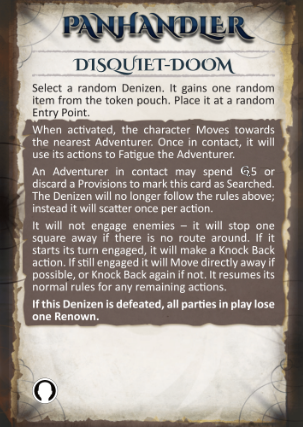 PANHANDLER
DISQUIET-DOOM
Select a random Denizen. It gains one random
item from the token pouch. Place it at a random
Entry Point.
When activated, the character Moves towards
the nearest Adventurer. Once in contact, it will
use its actions to Fatigue the Adventurer.
An Adventurer in contact may spend 5 or
discard a Provisions to mark this card as Searched.
The Denizen will no longer follow the rules above;
instead it will scatter once per action.
It will not engage enemies – it will stop one
square away if there is no route around. If it
starts its turn engaged, it will make a Knock Back
action. If still engaged it will Move directly away if
possible, or Knock Back again if not. It resumes its
normal rules for any remaining actions.
If this Denizen is defeated, all parties in play lose
one Renown.